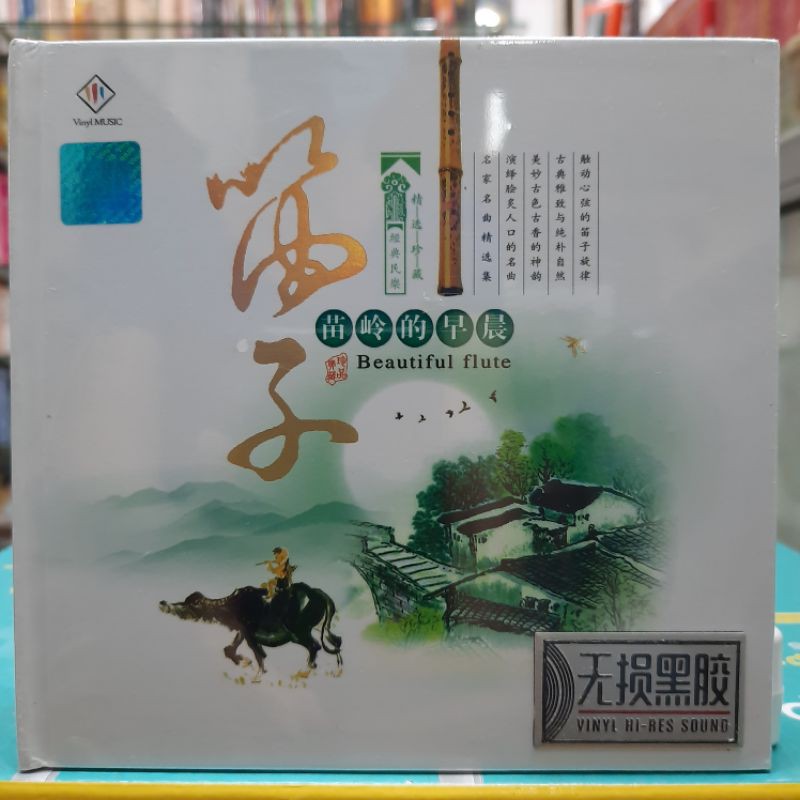 Vinyl.MUSIC
笛子
精选珍藏
【經典民樂】
触动心弦的笛子旋律
古典雅致与纯朴自然
美妙古色古香的神韵
演绎脍炙人口的名曲
名家名曲精选集
苗岭的早晨
Beautiful flute
无损黑胶
VINYL HI-RES SOUND